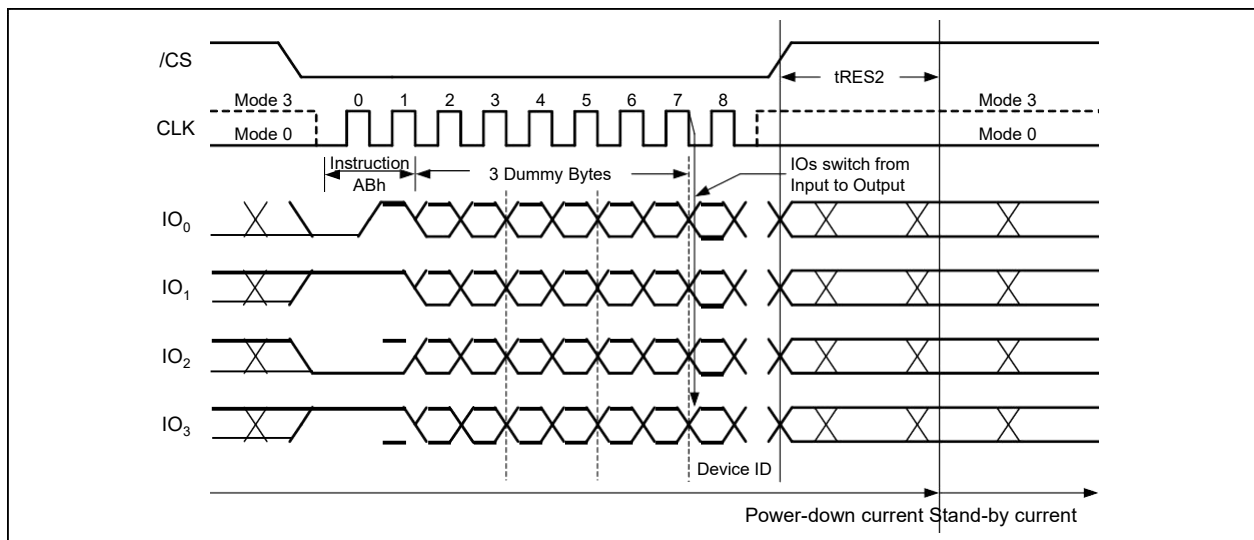 /CS
tRES2
Mode 3 0 1 2 3 4 5 6 7 8 Mode 3
CLK
Mode 0 Mode 0
Instruction
ABh
3 Dummy Bytes
IOs switch from
Input to Output
IO0
IO1
IO2
IO3
Device ID
Power-down current Stand-by current